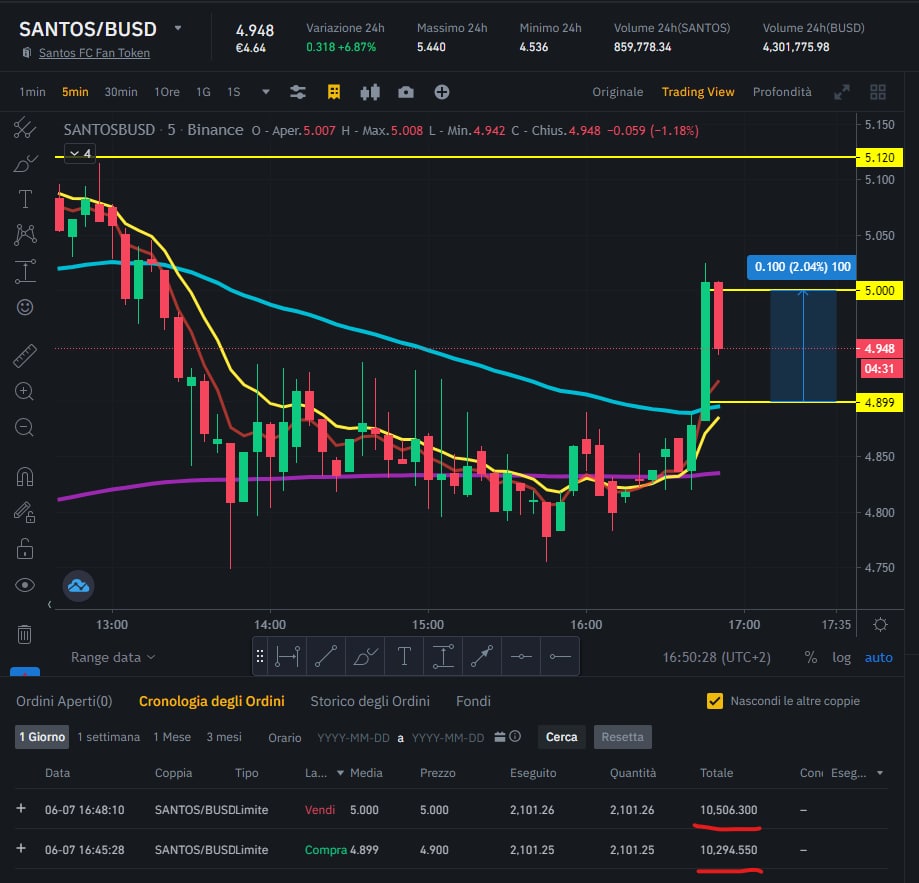 SANTOS/BUSD 4.948 Variazione 24h Massimo 24h Minimo 24h Volume 24h(SANTOS) Volume 24h(BUSD)
Santos FC Fan Token €4.64 0.318 +6.87% 5.440 4.536 859,778.34 4,301,775.98
1min 5min 30min 1Ore 1G 1S Originale Trading View Profondità
SANTOSBUSD · 5 · Binance O - Aper.5.007 H - Max.5.008 L - Min.4.942 C - Chius.4.948 −0.059 (−1.18%)
4
5.150
5.120
5.100
5.050
0.100 (2.04%) 100
5.000
4.948
04:31
4.899
4.850
4.800
4.750
13:00 14:00 15:00 16:00 17:00 17:35
Range data T 16:50:28 (UTC+2) % log auto
Ordini Aperti(0) Cronologia degli Ordini Storico degli Ordini Fondi Nascondi le altre coppie
1 Giorno 1 settimana 1 Mese 3 mesi Orario YYYY-MM-DD a YYYY-MM-DD Cerca Resetta
Data Coppia Tipo La... Media Prezzo Eseguito Quantità Totale Con Eseg...
+ 06-07 16:48:10 SANTOS/BUSD Limite Vendi 5.000 5.000 2,101.26 2,101.26 10,506.300 –
+ 06-07 16:45:28 SANTOS/BUSD Limite Compra 4.899 4.900 2,101.25 2,101.25 10,294.550 –